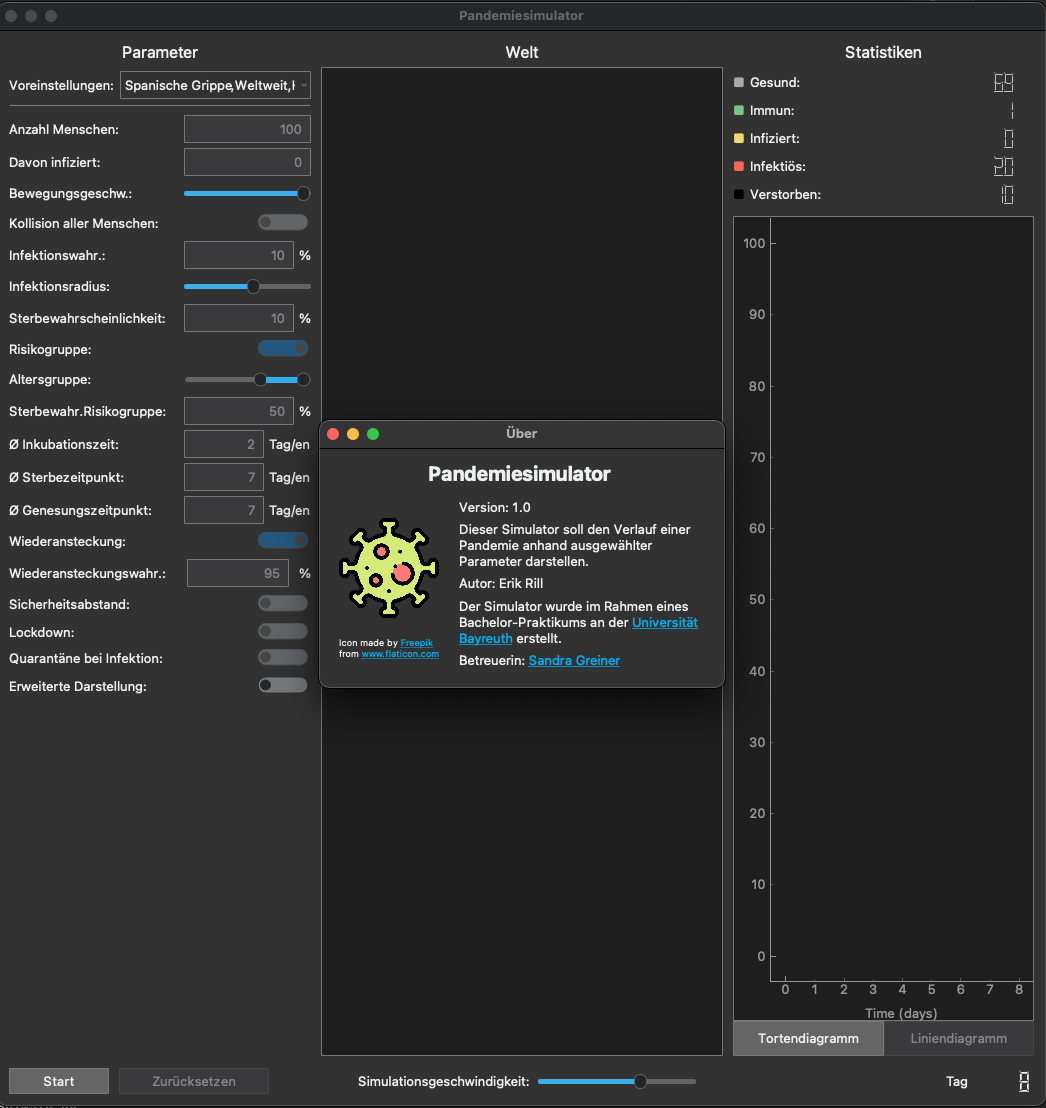 Pandemiesimulator
Parameter
Voreinstellungen: Spanische Grippe,Weltweit,H
Anzahl Menschen: 100
Davon infiziert: 0
Bewegungsgeschw.:
Kollision aller Menschen:
Infektionswahr.: 10 %
Infektionsradius:
Sterbewahrscheinlichkeit: 10 %
Risikogruppe:
Altersgruppe:
Sterbewahr.Risikogruppe: 50 %
Ø Inkubationszeit: 2 Tag/en
Ø Sterbezeitpunkt: 7 Tag/en
Ø Genesungszeitpunkt: 7 Tag/en
Wiederansteckung:
Wiederansteckungswahr.: 95 %
Sicherheitsabstand:
Lockdown:
Quarantäne bei Infektion:
Erweiterte Darstellung:
Start
Zurücksetzen
Welt
Über
Pandemiesimulator
Version: 1.0
Dieser Simulator soll den Verlauf einer
Pandemie anhand ausgewählter
Parameter darstellen.
Autor: Erik Rill
Der Simulator wurde im Rahmen eines
Bachelor-Praktikums an der Universität
Bayreuth erstellt.
Betreuerin: Sandra Greiner
Icon made by Freepik
from www.flaticon.com
Simulationsgeschwindigkeit:
Statistiken
Gesund: 69
Immun: 1
Infiziert: 0
Infektiös: 20
Verstorben: 10
100
90
80
70
60
50
40
30
20
10
0
0 1 2 3 4 5 6 7 8
Time (days)
Tortendiagramm
Liniendiagramm
Tag 8